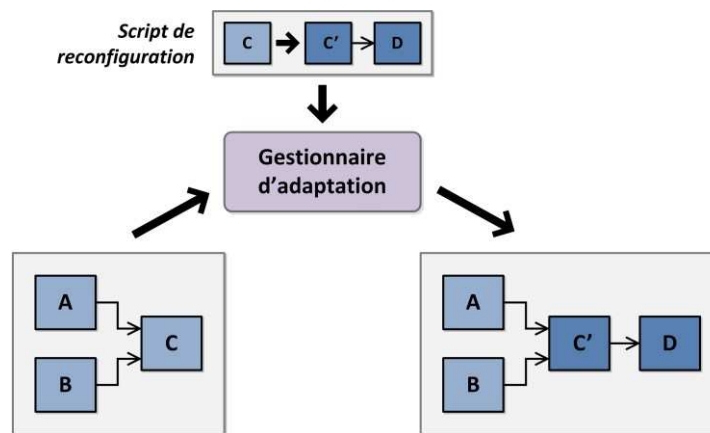 Script de
reconfiguration
C C' D
Gestionnaire
d'adaptation
A
C
B
A
C' D
B